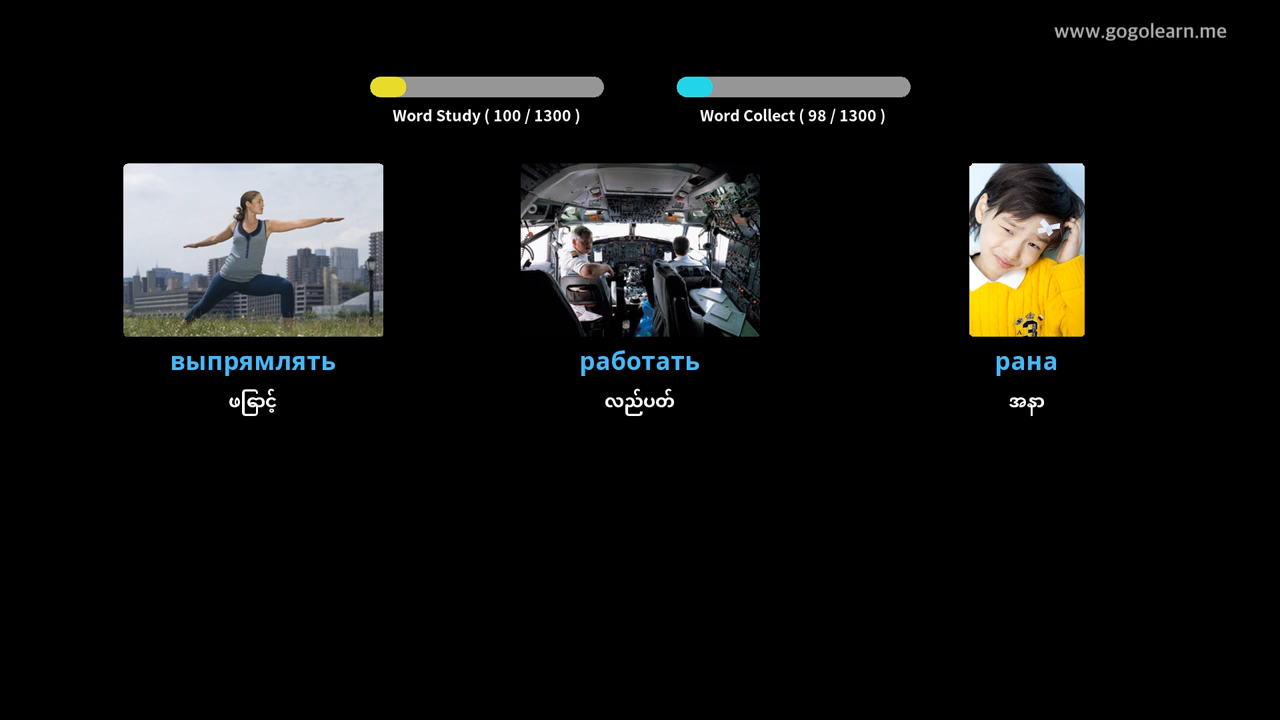 www.gogolearn.me
Word Study ( 100 / 1300 )
Word Collect ( 98 / 1300 )
выпрямлять
работать
рана
ဖြောင့်
လည်ပတ်
အနာ
3